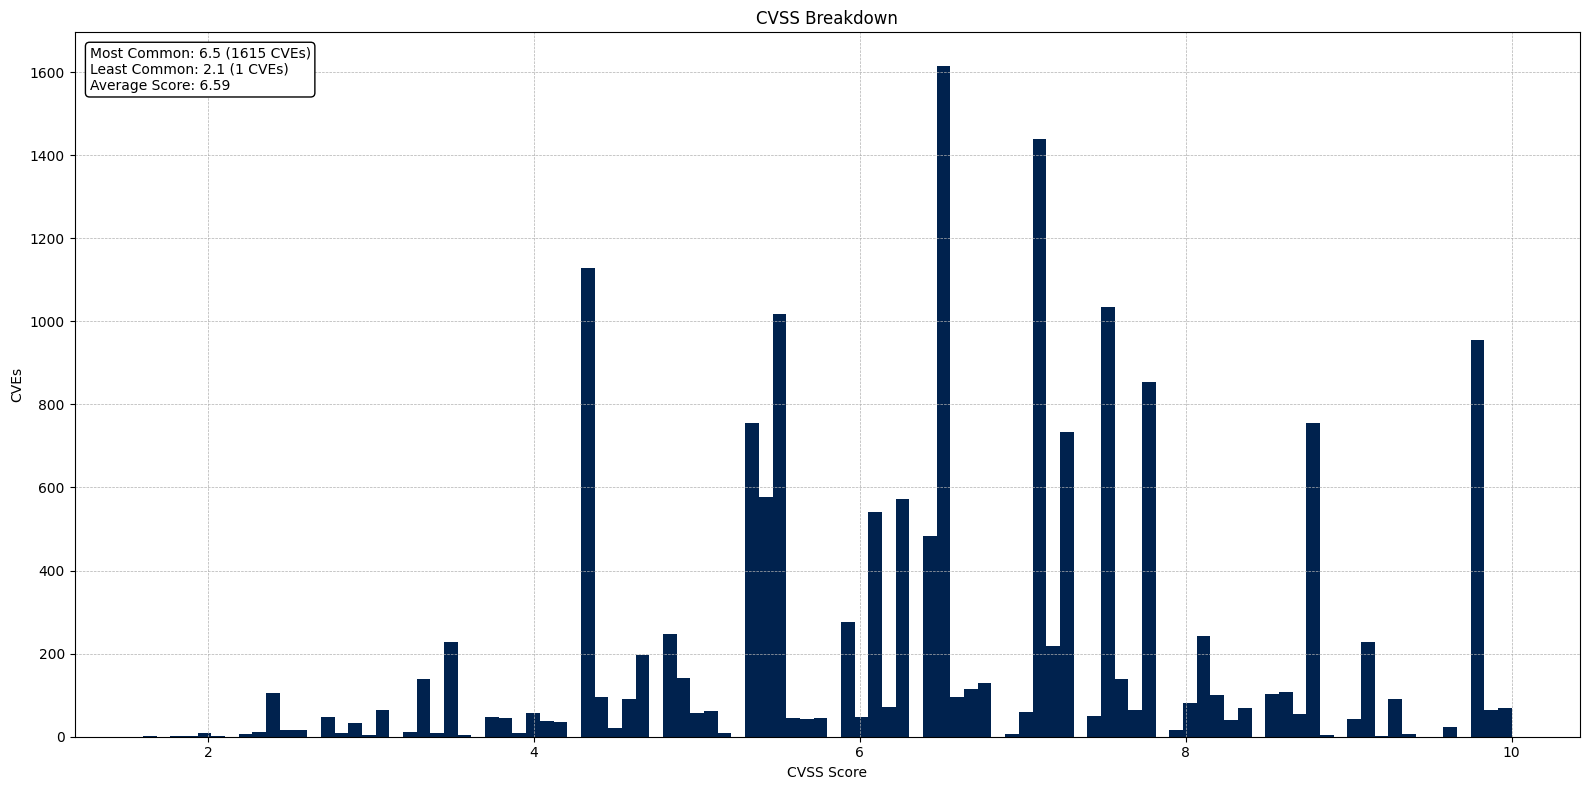 CVSS Breakdown
Most Common: 6.5 (1615 CVEs)
Least Common: 2.1 (1 CVEs)
Average Score: 6.59
1600
1400
1200
1000
800
600
400
200
0
CVEs
2 4 6 8 10
CVSS Score